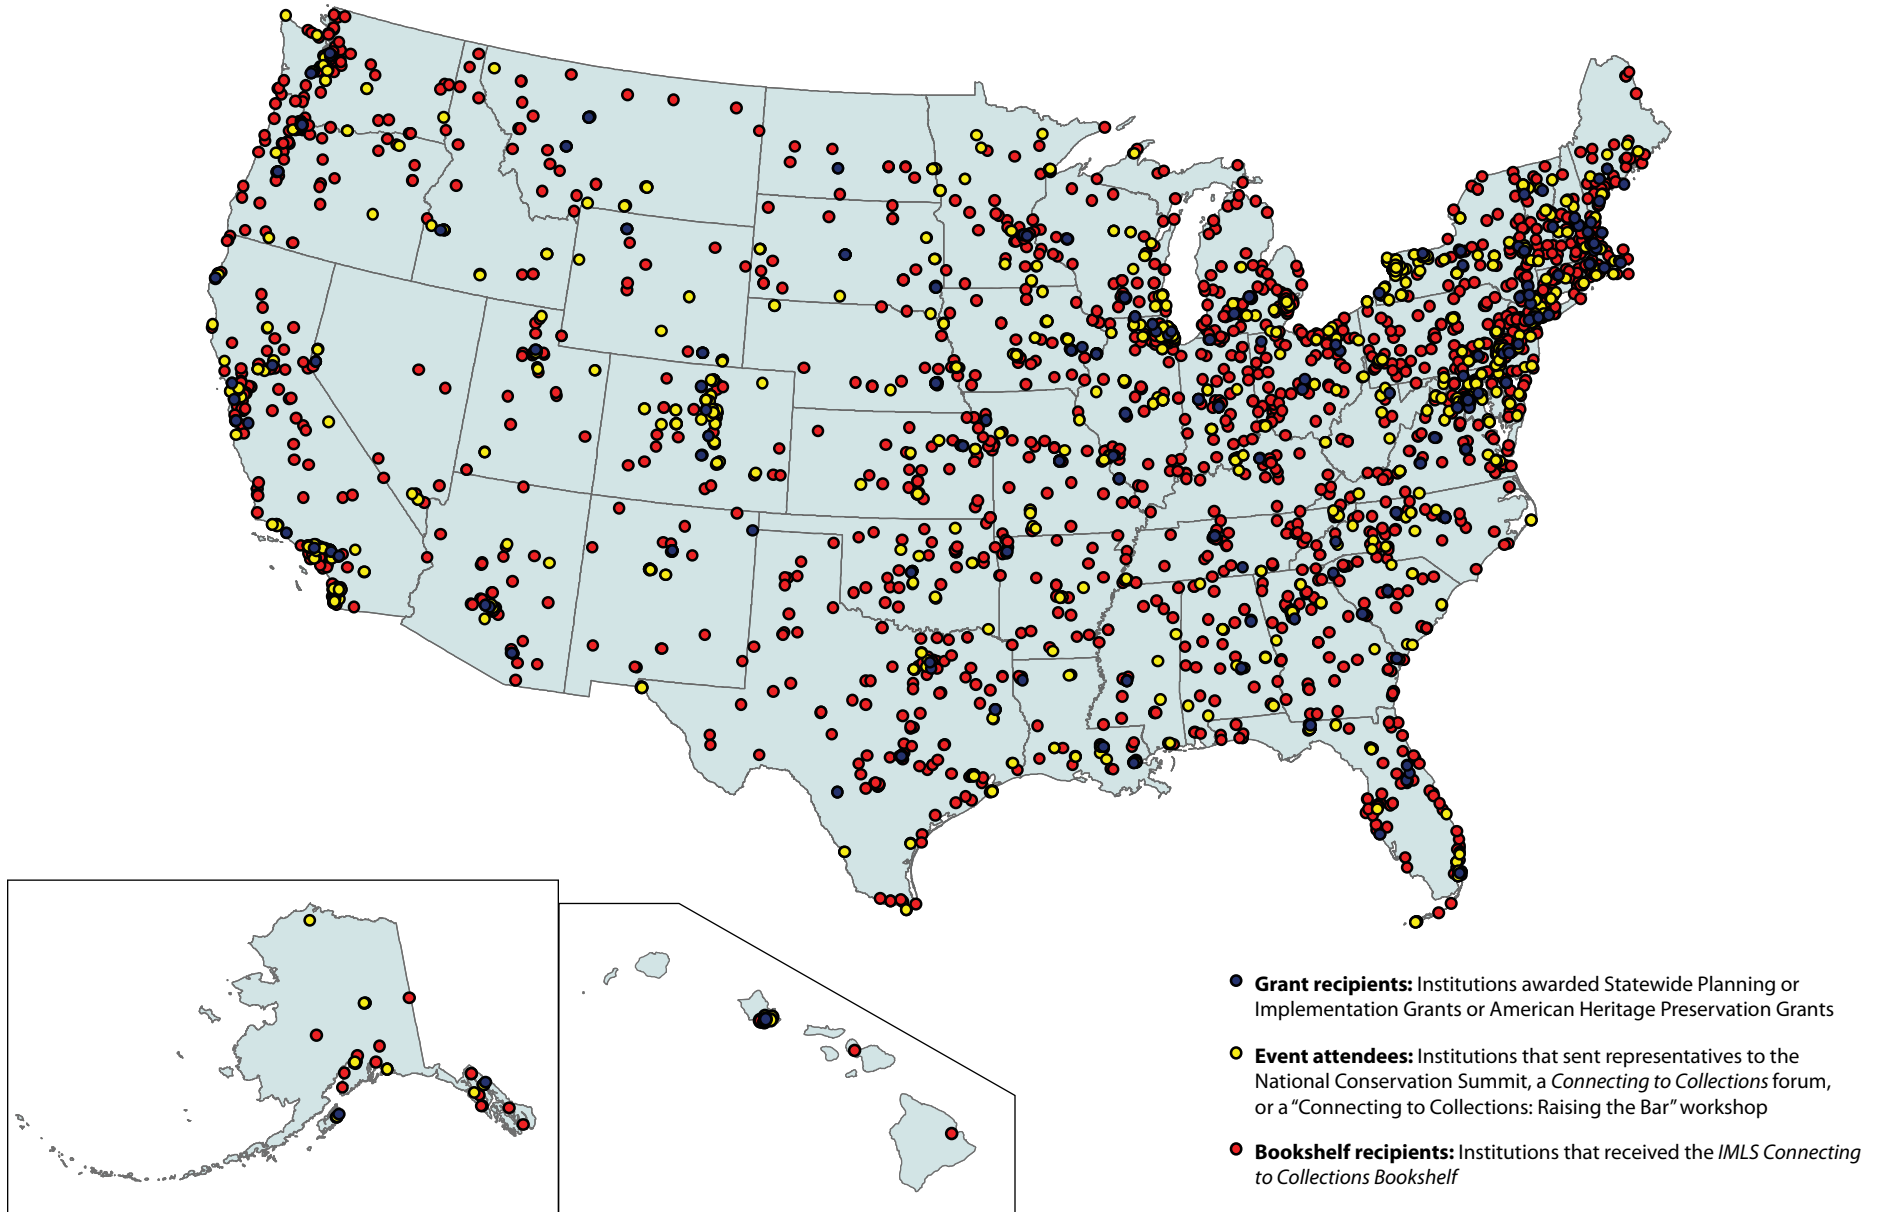 Grant recipients: Institutions awarded Statewide Planning or
Implementation Grants or American Heritage Preservation Grants
Event attendees: Institutions that sent representatives to the
National Conservation Summit, a Connecting to Collections forum,
or a “Connecting to Collections: Raising the Bar” workshop
Bookshelf recipients: Institutions that received the IMLS Connecting
to Collections Bookshelf